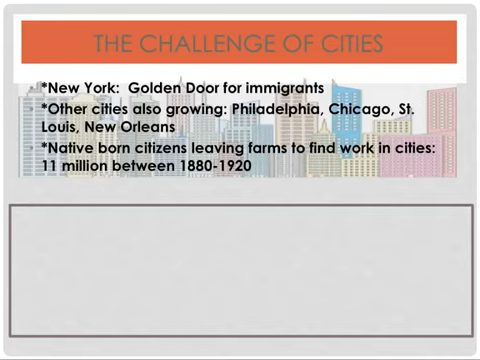 THE CHALLENGE OF CITIES
*New York:  Golden Door for immigrants
*Other cities also growing: Philadelphia, Chicago, St.
Louis, New Orleans
*Native born citizens leaving farms to find work in cities:
11 million between 1880-1920